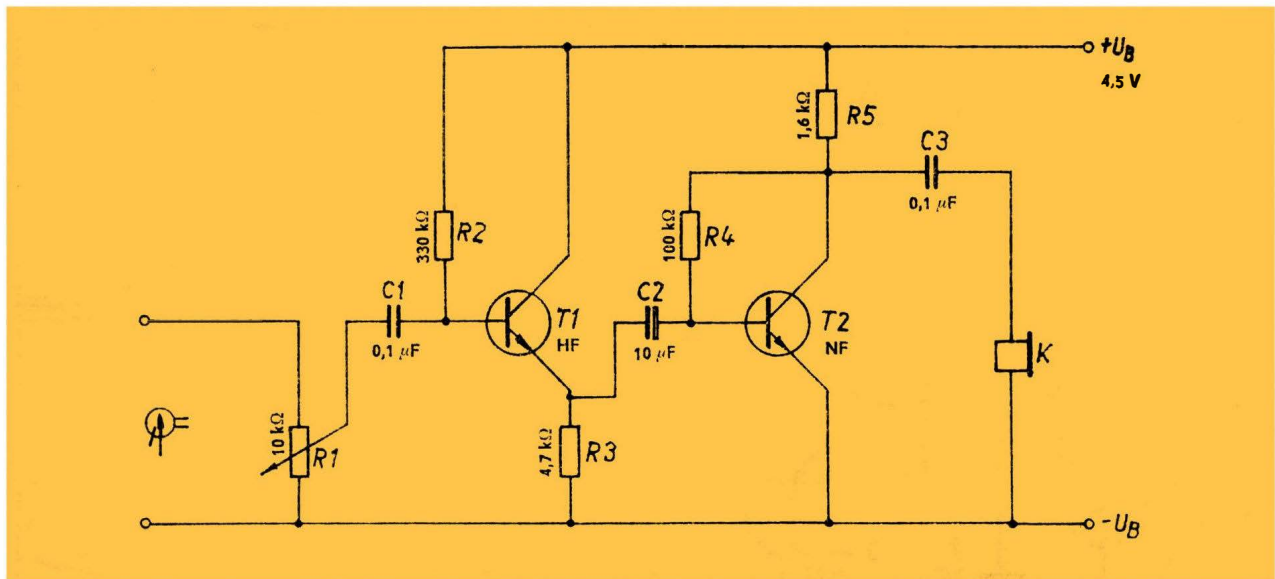 +U_B
4,5 V
1,6 kΩ
R5
C3
0,1 µF
330 kΩ
R2
100 kΩ
R4
C1
0,1 µF
T1
HF
C2
10 µF
T2
NF
K
10 kΩ
R1
4,7 kΩ
R3
-U_B